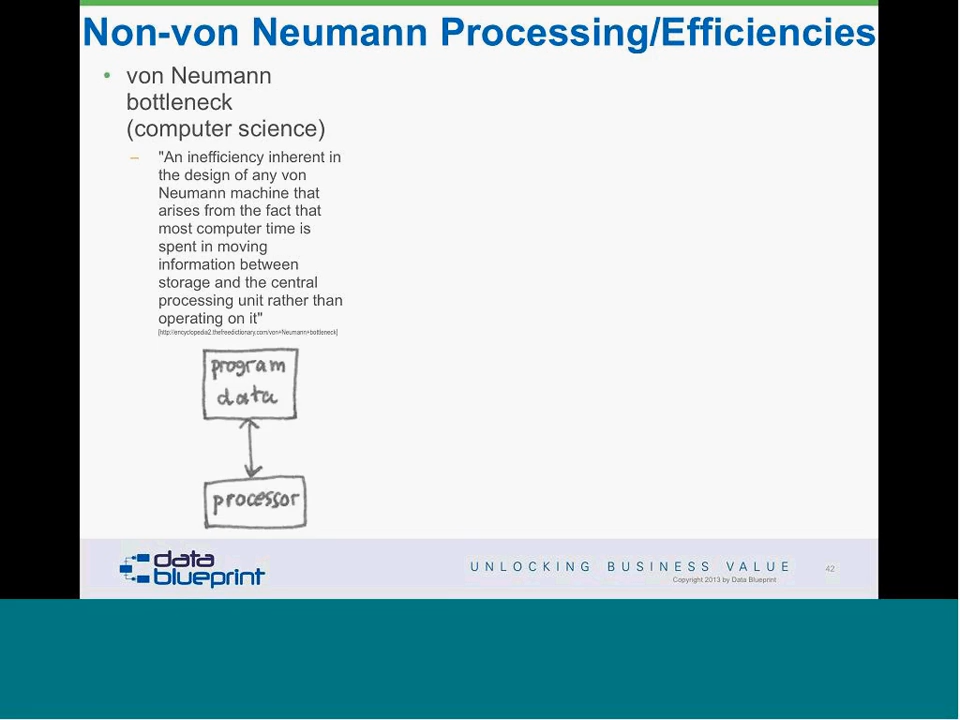 Non-von Neumann Processing/Efficiencies
• von Neumann
bottleneck
(computer science)
– "An inefficiency inherent in
the design of any von
Neumann machine that
arises from the fact that
most computer time is
spent in moving
information between
storage and the central
processing unit rather than
operating on it"
[http://encyclopedia2.thefreedictionary.com/von+Neumann+bottleneck]
program
data
processor
data
blueprint
UNLOCKING BUSINESS VALUE
Copyright 2013 by Data Blueprint
42